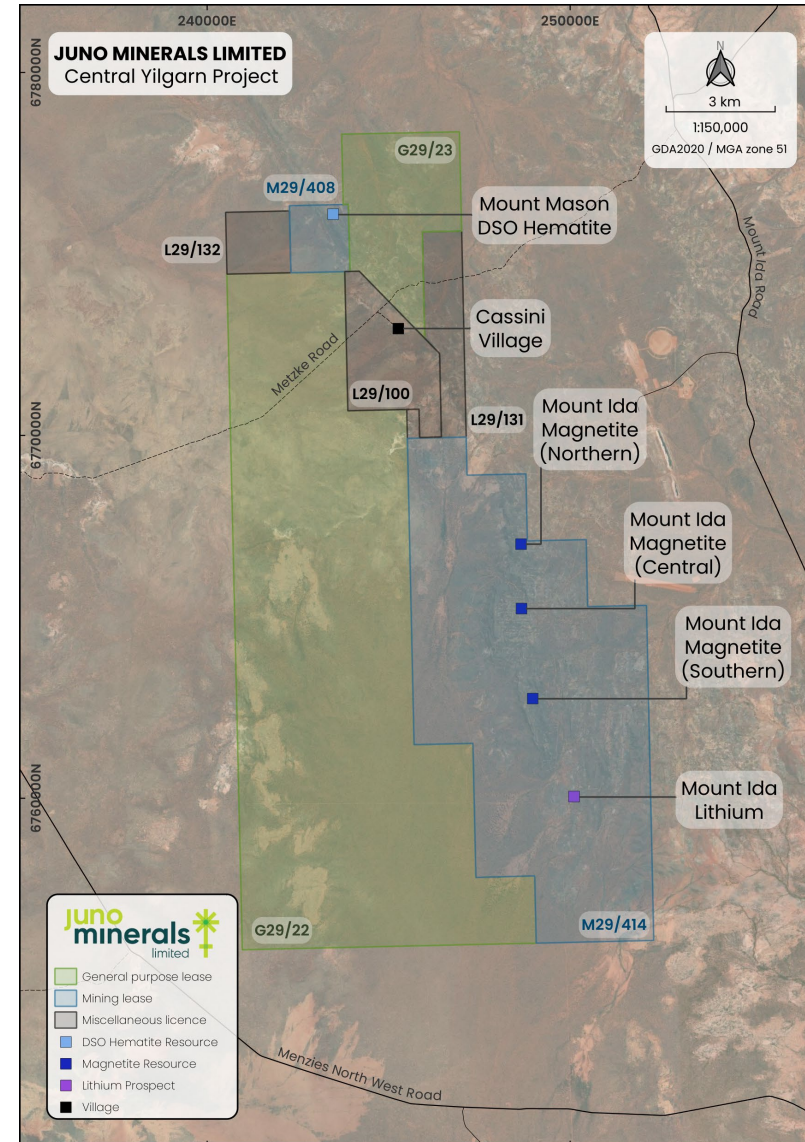 240000E
250000E
JUNO MINERALS LIMITED
Central Yilgarn Project
N
3 km
1:150,000
GDA2020 / MGA zone 51
6780000N
G29/23
M29/408
Mount Mason
DSO Hematite
L29/132
Mount Ida Road
Cassini
Village
Metzke Road
L29/100
L29/131
Mount Ida
Magnetite
(Northern)
6770000N
Mount Ida
Magnetite
(Central)
Mount Ida
Magnetite
(Southern)
6760000N
Mount Ida
Lithium
G29/22
M29/414
juno
minerals
limited
General purpose lease
Mining lease
Miscellaneous licence
DSO Hematite Resource
Magnetite Resource
Lithium Prospect
Village
Menzies North West Road